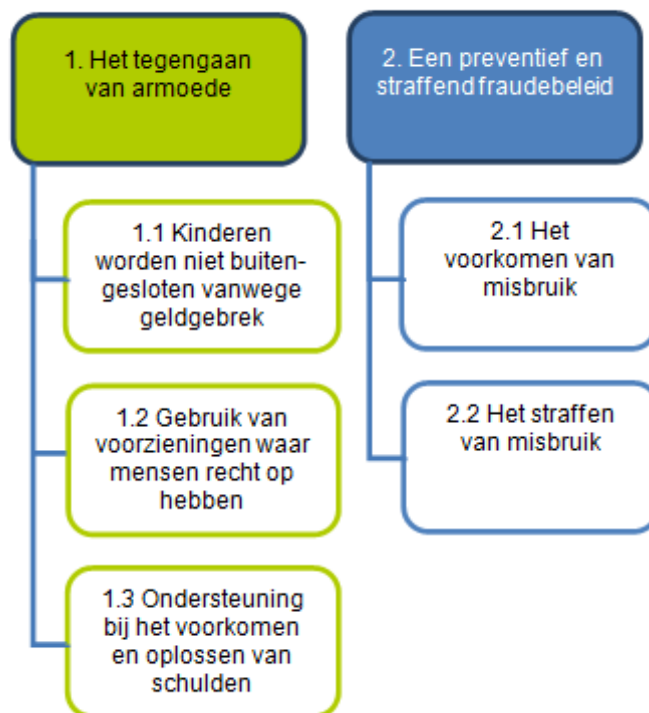 1. Het tegengaan
van armoede
1.1 Kinderen
worden niet buiten-
gesloten vanwege
geldgebrek
1.2 Gebruik van
voorzieningen waar
mensen recht op
hebben
1.3 Ondersteuning
bij het voorkomen
en oplossen van
schulden
2. Een preventief en
straffend fraudebeleid
2.1 Het
voorkomen van
misbruik
2.2 Het straffen
van misbruik